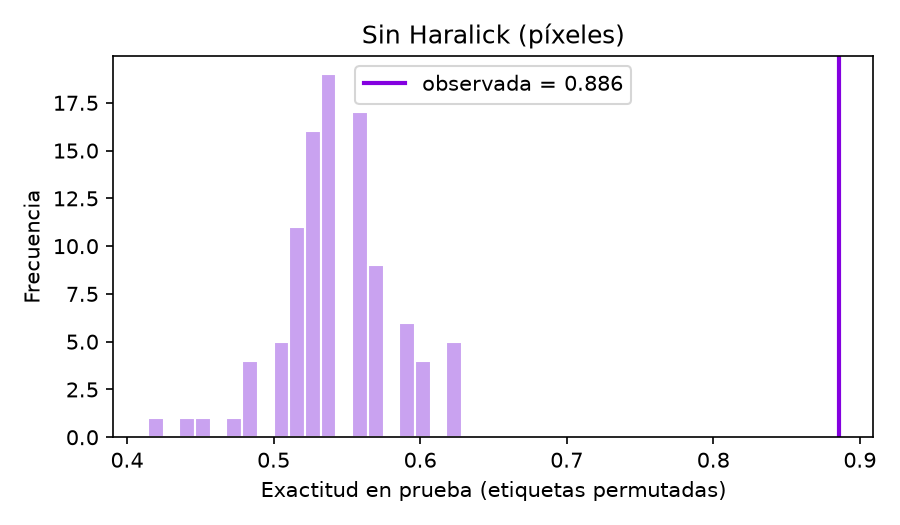 Sin Haralick (píxeles)
observada = 0.886
Frecuencia
17.5
15.0
12.5
10.0
7.5
5.0
2.5
0.0
0.4 0.5 0.6 0.7 0.8 0.9
Exactitud en prueba (etiquetas permutadas)